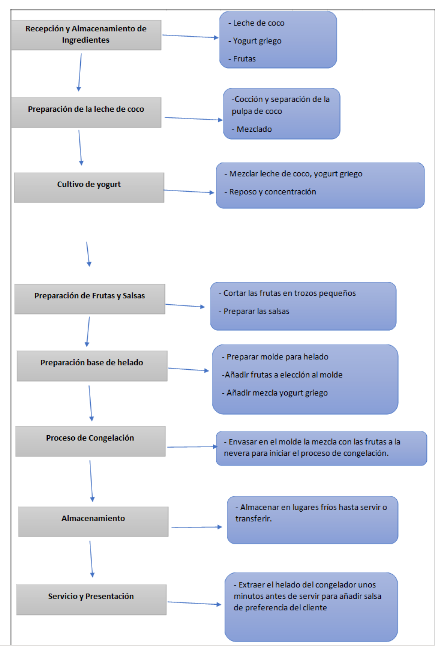 Recepción y Almacenamiento de
Ingredientes
- Leche de coco
- Yogurt griego
- Frutas
Preparación de la leche de coco
-Cocción y separación de la
pulpa de coco
- Mezclado
Cultivo de yogurt
- Mezclar leche de coco, yogurt griego
- Reposo y concentración
Preparación de Frutas y Salsas
- Cortar las frutas en trozos pequeños
- Preparar las salsas
Preparación base de helado
- Preparar molde para helado
-Añadir frutas a elección al molde
- Añadir mezcla yogurt griego
Proceso de Congelación
- Envasar en el molde la mezcla con las frutas a la
nevera para iniciar el proceso de congelación.
Almacenamiento
- Almacenar en lugares fríos hasta servir o
transferir.
Servicio y Presentación
- Extraer el helado del congelador unos
minutos antes de servir para añadir salsa
de preferencia del cliente